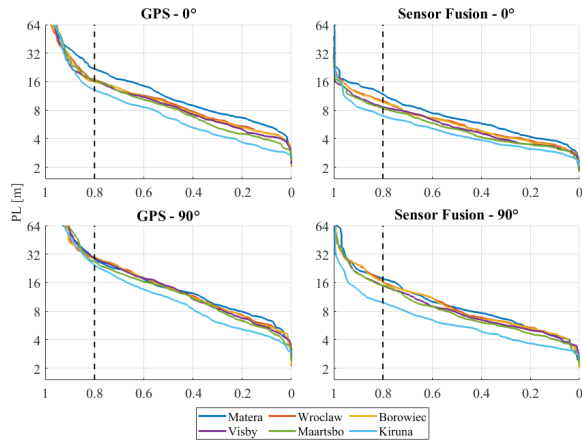 GPS - 0°
Sensor Fusion - 0°
64
32
16
8
4
2
1 0.8 0.6 0.4 0.2 0
64
32
16
8
4
2
1 0.8 0.6 0.4 0.2 0
PL [m]
GPS - 90°
Sensor Fusion - 90°
64
32
16
8
4
2
1 0.8 0.6 0.4 0.2 0
64
32
16
8
4
2
1 0.8 0.6 0.4 0.2 0
Matera Wroclaw Borowiec
Visby Maartsbo Kiruna